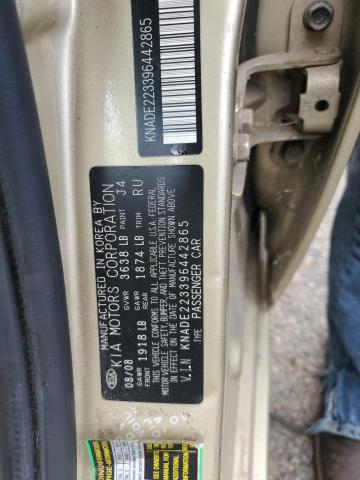 KNADE223396442865
MANUFACTURED IN KOREA BY
KIA MOTORS CORPORATION
08/08 GVWR 3638 LB PAINT J4
GAWR FRONT 1918 LB GAWR REAR 1874 LB TRIM RU
THIS VEHICLE CONFORMS TO ALL APPLICABLE U.S.A. FEDERAL
MOTOR VEHICLE SAFETY, BUMPER, AND THEFT PREVENTION STANDARDS
IN EFFECT ON THE DATE OF MANUFACTURE SHOWN ABOVE
V.I.N KNADE223396442865
TYPE PASSENGER CAR
KIA